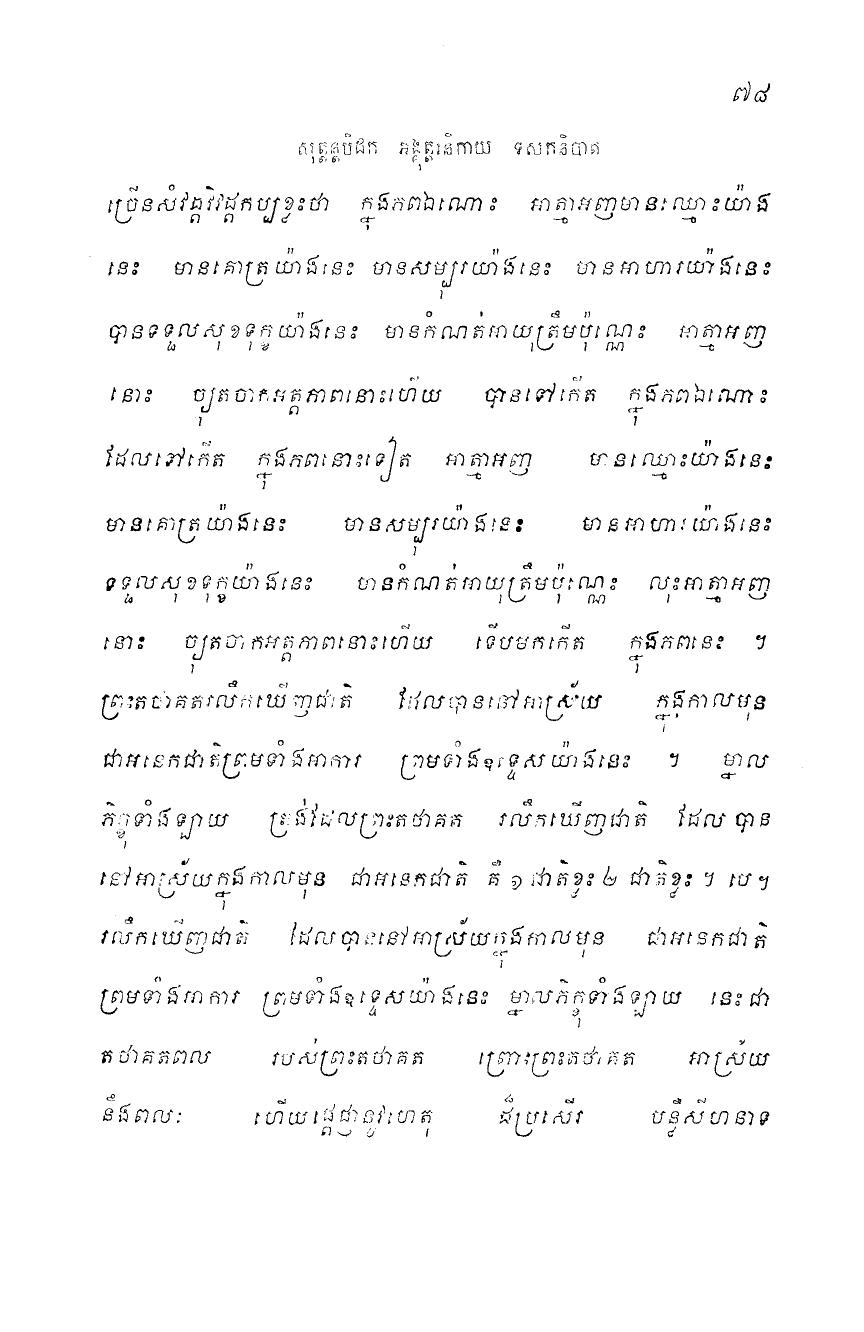 ៧៨
សុត្តន្តបិដក អង្គុត្តរនិកាយ ទសកនិបាត
ច្រើនសំវដ្តវិវដ្តកប្បខ្លះថា ក្នុងភពឯណោះ អាត្មាអញមានឈ្មោះយ៉ាង
នេះ មានគោត្រយ៉ាងនេះ មានសម្បុរយ៉ាងនេះ មានអាហារយ៉ាងនេះ
បានទទួលសុខទុក្ខយ៉ាងនេះ មានកំណត់អាយុត្រឹមប៉ុណ្ណេះ អាត្មាអញ
នោះ ច្យុតចាកអត្តភាពនោះហើយ បានទៅកើត ក្នុងភពឯណោះ
ដែលទៅកើត ក្នុងភពនោះទៀត អាត្មាអញ មានឈ្មោះយ៉ាងនេះ
មានគោត្រយ៉ាងនេះ មានសម្បុរយ៉ាងនេះ មានអាហារយ៉ាងនេះ
ទទួលសុខទុក្ខយ៉ាងនេះ មានកំណត់អាយុត្រឹមប៉ុណ្ណេះ លុះអាត្មាអញ
នោះ ច្យុតចាកអត្តភាពនោះហើយ ទើបមកកើត ក្នុងភពនេះ ។
ព្រះតថាគតរលឹកឃើញជាតិ ដែលបាននៅអាស្រ័យ ក្នុងកាលមុន
ជាអនេកជាតិព្រមទាំងអាការ ព្រមទាំងឧទ្ទេសយ៉ាងនេះ ។ ម្នាល
ភិក្ខុទាំងឡាយ ត្រង់ដែលព្រះតថាគត រលឹកឃើញជាតិ ដែល បាន
នៅអាស្រ័យក្នុងកាលមុន ជាអនេកជាតិ គឺ ១ ជាតិខ្លះ ២ ជាតិខ្លះ ។ បេ។
រលឹកឃើញជាតិ ដែលបាននៅអាស្រ័យក្នុងកាលមុន ជាអនេកជាតិ
ព្រមទាំងអាការ ព្រមទាំងឧទ្ទេសយ៉ាងនេះ ម្នាលភិក្ខុទាំងឡាយ នេះជា
តថាគតពល របស់ព្រះតថាគត ព្រោះព្រះតថាគត អាស្រ័យ
នឹងពលៈ ហើយប្តេជ្ញានូវហេតុ ដ៏ប្រសើរ បន្លឺសីហនាទ